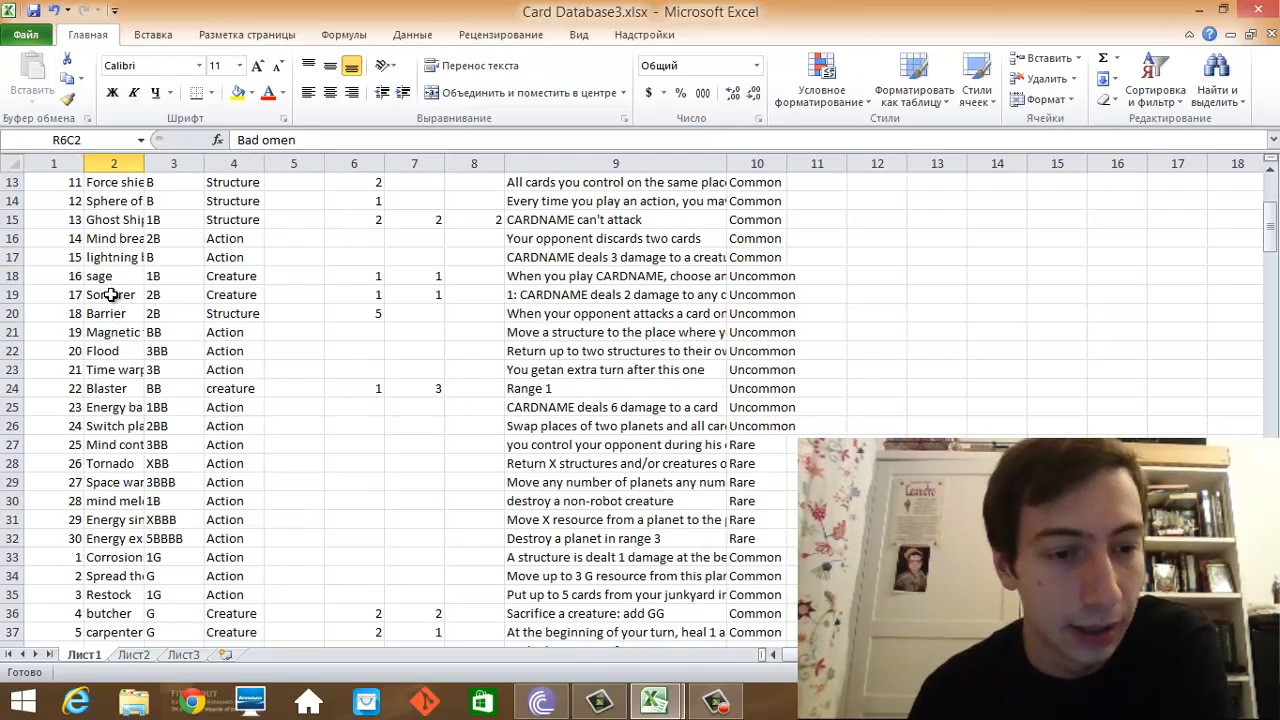 Card Database3.xlsx - Microsoft Excel
Файл Главная Вставка Разметка страницы Формулы Данные Рецензирование Вид Надстройки
Calibri 11 Перенос текста Общий Σ
Вставить Ж К Ч Объединить и поместить в центре $ % 000 Условное форматирование Форматировать как таблицу Стили ячеек Вставить Удалить Формат Сортировка и фильтр Найти и выделить
Буфер обмена Шрифт Выравнивание Число Стили Ячейки Редактирование
R6C2 fx Bad omen
1 2 3 4 5 6 7 8 9 10 11 12 13 14 15 16 17 18
13 11 Force shie B Structure 2 All cards you control on the same plac Common
14 12 Sphere of B Structure 1 Every time you play an action, you ma Common
15 13 Ghost Ship 1B Structure 2 2 2 CARDNAME can't attack Common
16 14 Mind brea 2B Action Your opponent discards two cards Common
17 15 lightning B Action CARDNAME deals 3 damage to a creatu Common
18 16 sage 1B Creature 1 1 When you play CARDNAME, choose an Uncommon
19 17 2B Creature 1 1 1: CARDNAME deals 2 damage to any c Uncommon
20 18 Barrier 2B Structure 5 When your opponent attacks a card on Uncommon
21 19 Magnetic BB Action Move a structure to the place where y Uncommon
22 20 Flood 3BB Action Return up to two structures to their ow Uncommon
23 21 Time warp 3B Action You getan extra turn after this one Uncommon
24 22 Blaster BB creature 1 3 Range 1 Uncommon
25 23 Energy ba 1BB Action CARDNAME deals 6 damage to a card Uncommon
26 24 Switch pla 2BB Action Swap places of two planets and all car Uncommon
27 25 Mind cont 3BB Action you control your opponent during his Rare
28 26 Tornado XBB Action Return X structures and/or creatures o Rare
29 27 Space war 3BBB Action Move any number of planets any num Rare
30 28 mind mel 1B Action destroy a non-robot creature Rare
31 29 Energy sin XBBB Action Move X resource from a planet to the Rare
32 30 Energy ex 5BBBB Action Destroy a planet in range 3 Rare
33 1 Corrosion 1G Action A structure is dealt 1 damage at the be Common
34 2 Spread th G Action Move up to 3 G resource from this plan Common
35 3 Restock 1G Action Put up to 5 cards from your junkyard in Common
36 4 butcher G Creature 2 2 Sacrifice a creature: add GG Common
37 5 carpenter G Creature 2 1 At the beginning of your turn, heal 1 a Common
Лист1 Лист2 Лист3
Готово
Leandro
lenovo